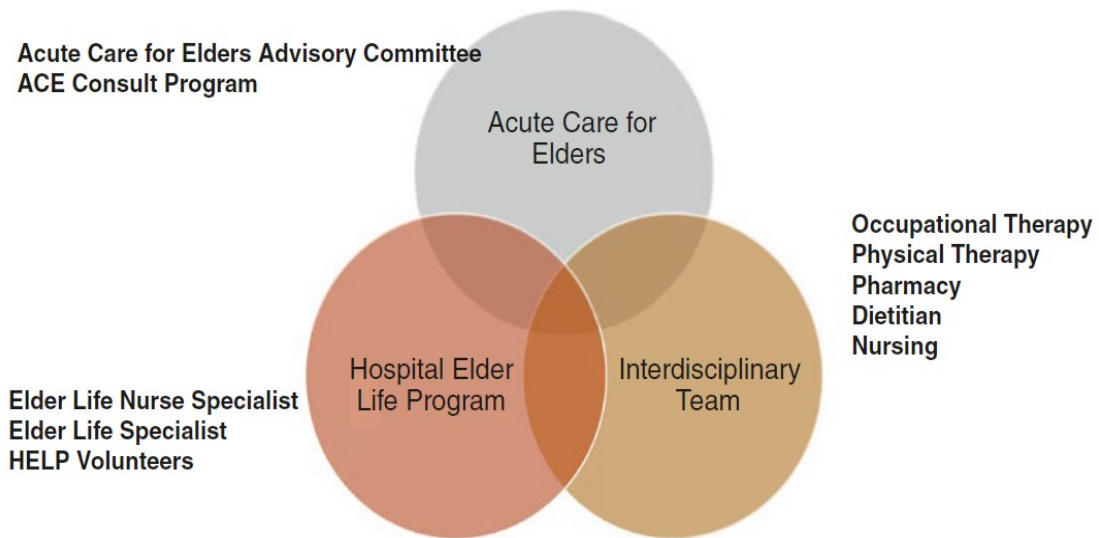 Acute Care for Elders Advisory Committee
ACE Consult Program
Acute Care for
Elders
Occupational Therapy
Physical Therapy
Pharmacy
Dietitian
Nursing
Hospital Elder
Life Program
Interdisciplinary
Team
Elder Life Nurse Specialist
Elder Life Specialist
HELP Volunteers